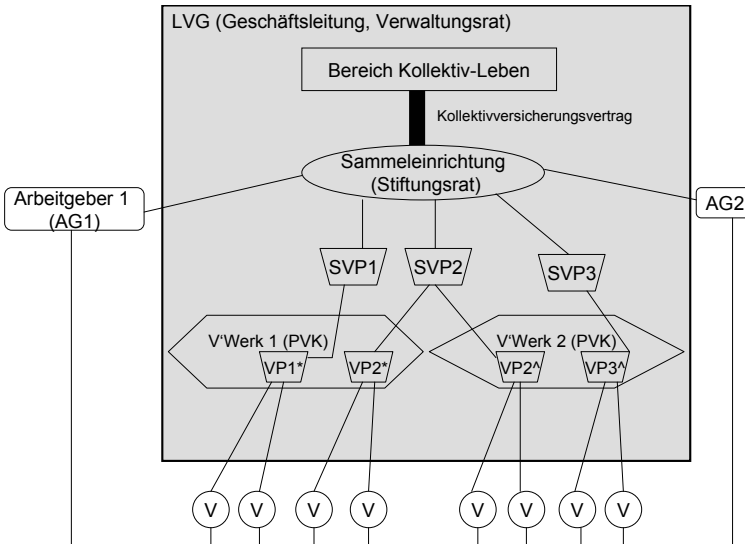 LVG (Geschäftsleitung, Verwaltungsrat)
Bereich Kollektiv-Leben
Kollektivversicherungsvertrag
Sammeleinrichtung
(Stiftungsrat)
Arbeitgeber 1
(AG1)
AG2
SVP1
SVP2
SVP3
V'Werk 1 (PVK)
V'Werk 2 (PVK)
VP1*
VP2*
VP2^
VP3^
V
V
V
V
V
V
V
V